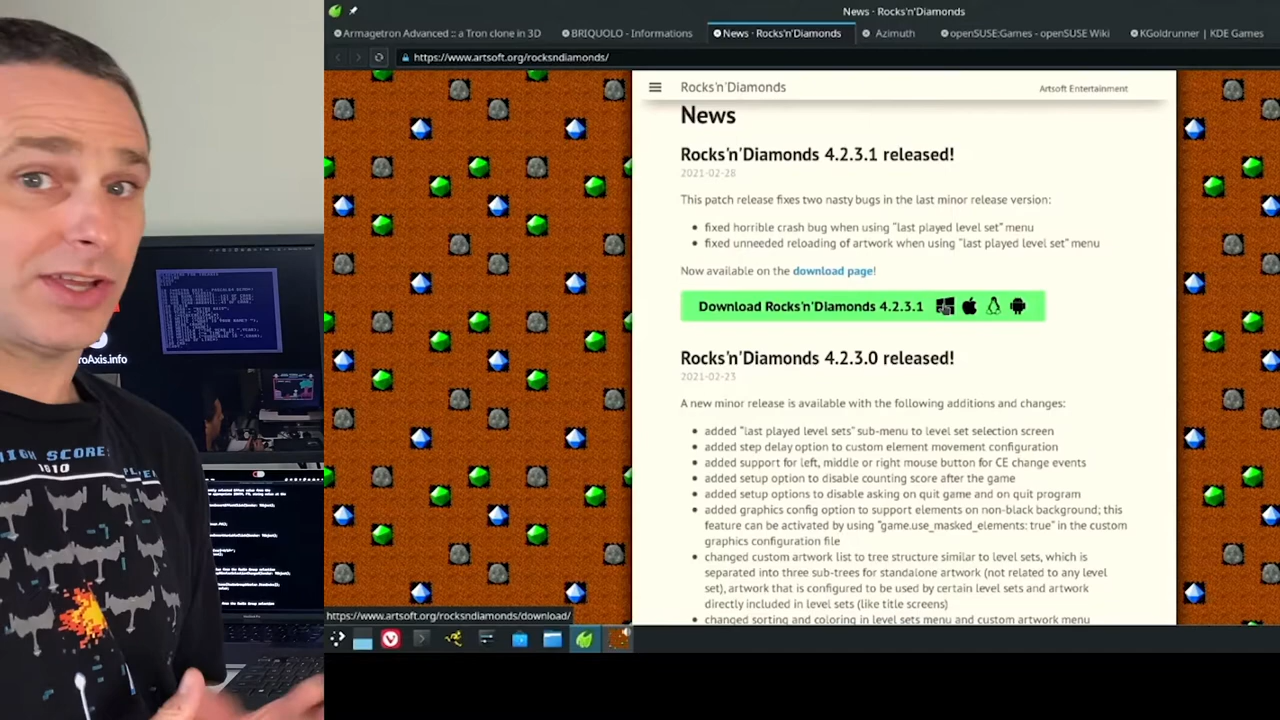 News · Rocks'n'Diamonds
Armagetron Advanced :: a Tron clone in 3D
BRIQUOLO - Informations
News · Rocks'n'Diamonds
Azimuth
openSUSE:Games - openSUSE Wiki
KGoldrunner | KDE Games
https://www.artsoft.org/rocksndiamonds/
Rocks'n'Diamonds
Artsoft Entertainment
News
Rocks'n'Diamonds 4.2.3.1 released!
2021-02-28
This patch release fixes two nasty bugs in the last minor release version:
fixed horrible crash bug when using “last played level set” menu
fixed unneeded reloading of artwork when using “last played level set” menu
Now available on the download page!
Download Rocks'n'Diamonds 4.2.3.1
Rocks'n'Diamonds 4.2.3.0 released!
2021-02-23
A new minor release is available with the following additions and changes:
added “last played level sets” sub-menu to level set selection screen
added step delay option to custom element movement configuration
added support for left, middle or right mouse button for CE change events
added setup option to disable counting score after the game
added setup options to disable asking on quit game and on quit program
added graphics config option to support elements on non-black background; this
feature can be activated by using “game.use_masked_elements: true” in the custom
graphics configuration file
changed custom artwork list to tree structure similar to level sets, which is
separated into three sub-trees for standalone artwork (not related to any level
set), artwork that is configured to be used by certain level sets and artwork
directly included in level sets (like title screens)
changed sorting and coloring in level sets menu and custom artwork menu
https://www.artsoft.org/rocksndiamonds/download/
roAxis.info
HIGH SCORE:
1810